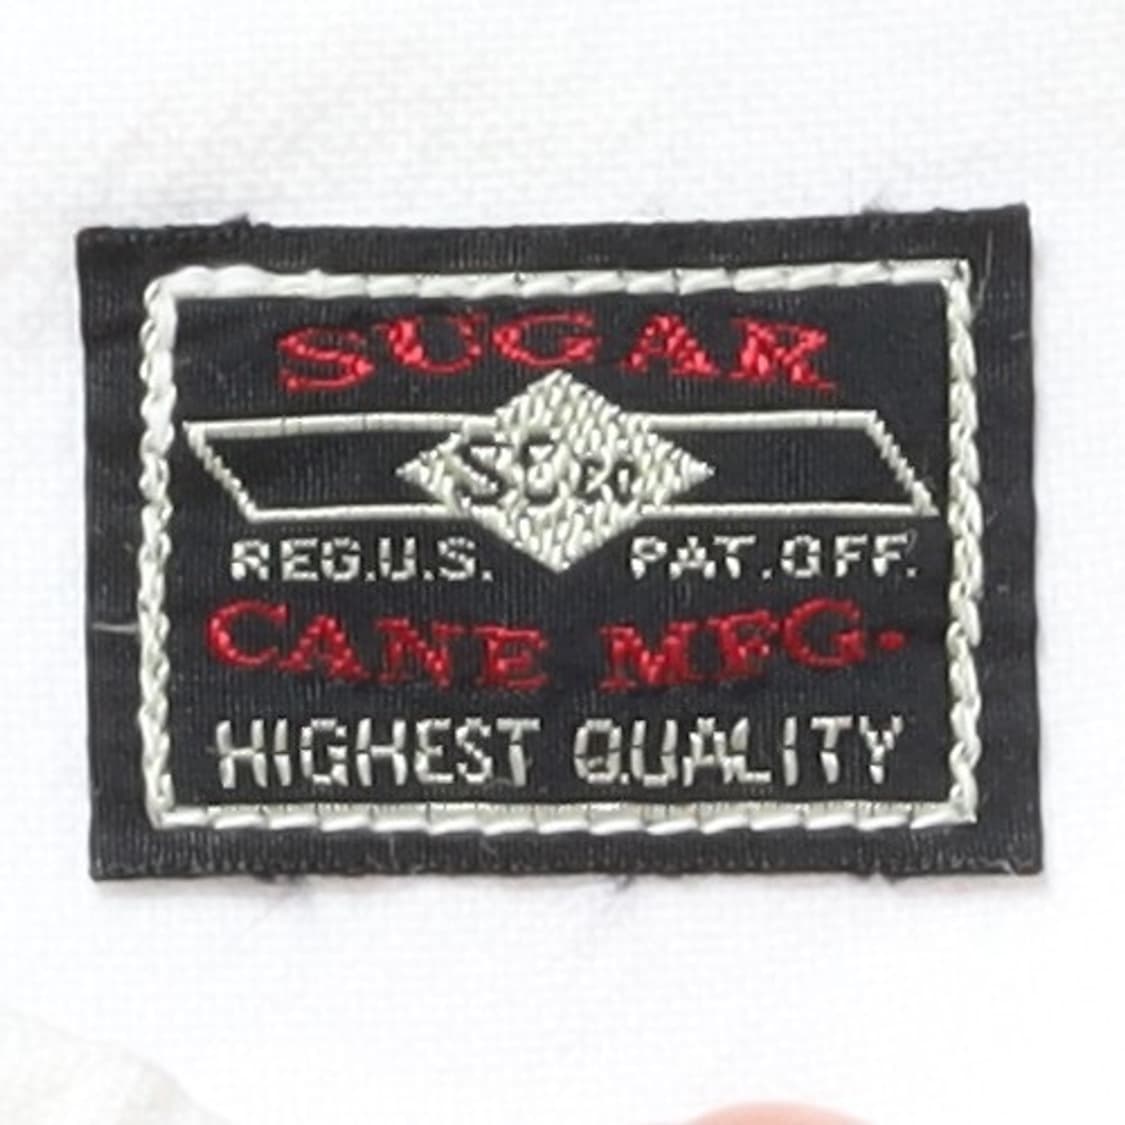 SUGAR
REG.U.S. PAT.OFF.
CANE MFG.
HIGHEST QUALITY